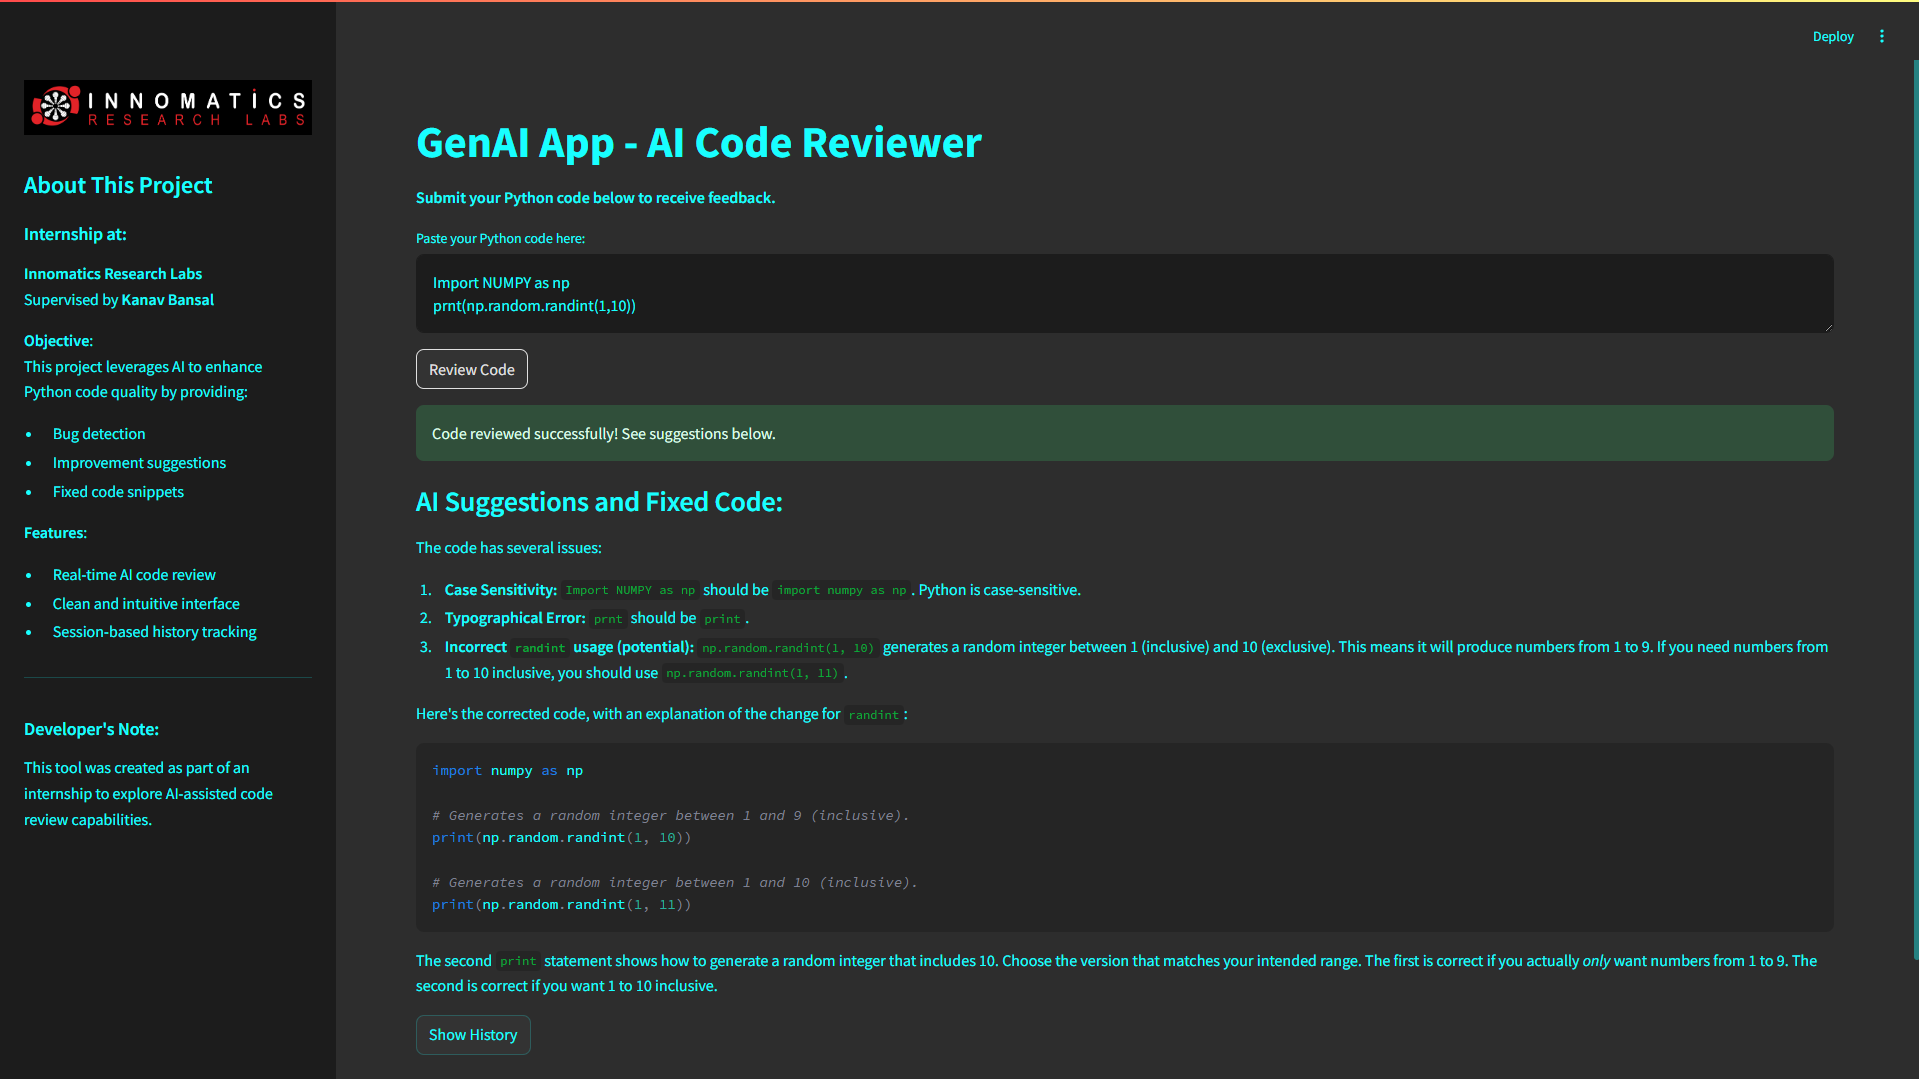 INNOMATICS
RESEARCH LABS
About This Project
Internship at:
Innomatics Research Labs
Supervised by Kanav Bansal
Objective:
This project leverages AI to enhance
Python code quality by providing:
• Bug detection
• Improvement suggestions
• Fixed code snippets
Features:
• Real-time AI code review
• Clean and intuitive interface
• Session-based history tracking
Developer's Note:
This tool was created as part of an
internship to explore AI-assisted code
review capabilities.
Deploy
GenAI App - AI Code Reviewer
Submit your Python code below to receive feedback.
Paste your Python code here:
Import NUMPY as np
prnt(np.random.randint(1,10))
Review Code
Code reviewed successfully! See suggestions below.
AI Suggestions and Fixed Code:
The code has several issues:
1. Case Sensitivity: Import NUMPY as np should be import numpy as np. Python is case-sensitive.
2. Typographical Error: prnt should be print.
3. Incorrect randint usage (potential): np.random.randint(1, 10) generates a random integer between 1 (inclusive) and 10 (exclusive). This means it will produce numbers from 1 to 9. If you need numbers from
1 to 10 inclusive, you should use np.random.randint(1, 11).
Here's the corrected code, with an explanation of the change for randint:
import numpy as np
# Generates a random integer between 1 and 9 (inclusive).
print(np.random.randint(1, 10))
# Generates a random integer between 1 and 10 (inclusive).
print(np.random.randint(1, 11))
The second print statement shows how to generate a random integer that includes 10. Choose the version that matches your intended range. The first is correct if you actually only want numbers from 1 to 9. The
second is correct if you want 1 to 10 inclusive.
Show History